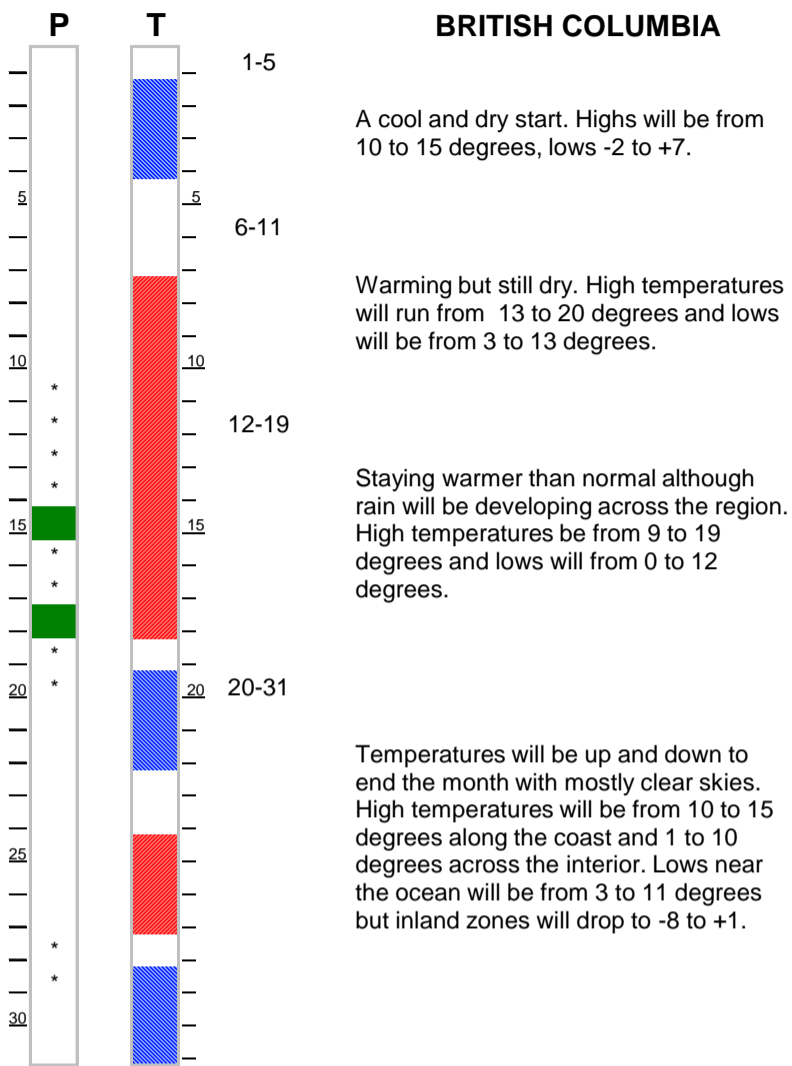 P T BRITISH COLUMBIA
1-5
A cool and dry start. Highs will be from
10 to 15 degrees, lows -2 to +7.
5 5
6-11
Warming but still dry. High temperatures
will run from  13 to 20 degrees and lows
will be from 3 to 13 degrees.
10 10
*
*
12-19
*
*
Staying warmer than normal although
rain will be developing across the region.
High temperatures be from 9 to 19
degrees and lows will from 0 to 12
degrees.
15 15
*
*
*
*
20 20 20-31
Temperatures will be up and down to
end the month with mostly clear skies.
High temperatures will be from 10 to 15
degrees along the coast and 1 to 10
degrees across the interior. Lows near
the ocean will be from 3 to 11 degrees
but inland zones will drop to -8 to +1.
25 25
*
*
30 30